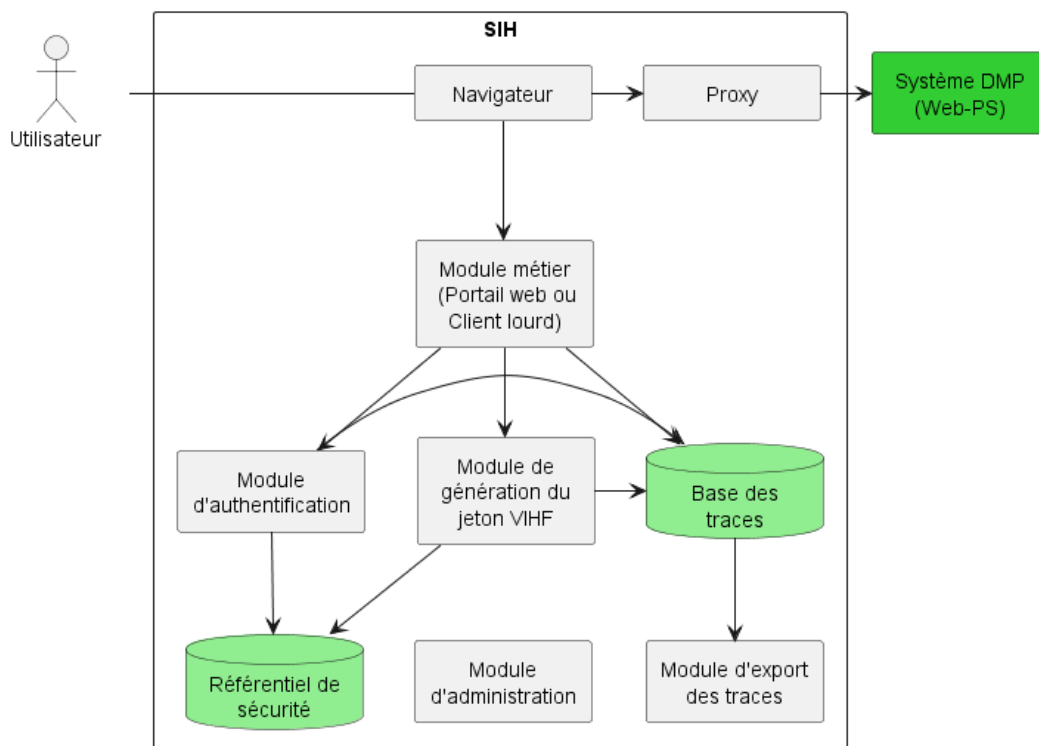 SIH
Navigateur
Proxy
Système DMP
(Web-PS)
Utilisateur
Module métier
(Portail web ou
Client lourd)
Module
d'authentification
Module de
génération du
jeton VIHF
Base des
traces
Référentiel de
sécurité
Module
d'administration
Module d'export
des traces